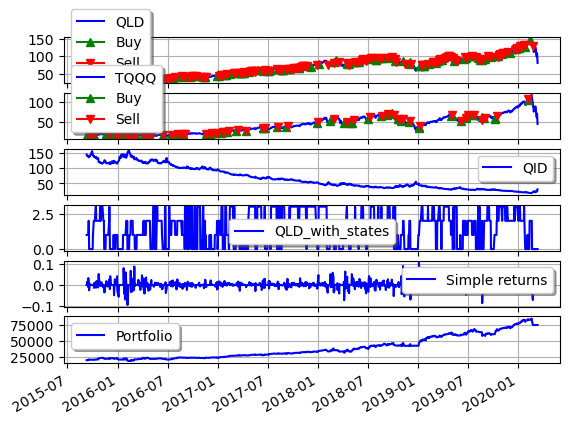 QLD
Buy
Sell
150
100
50
TQQQ
Buy
Sell
100
50
150
100
50
QID
2.5
0.0
QLD_with_states
0.1
0.0
−0.1
Simple returns
75000
50000
25000
Portfolio
2015-07
2016-01
2016-07
2017-01
2017-07
2018-01
2018-07
2019-01
2019-07
2020-01